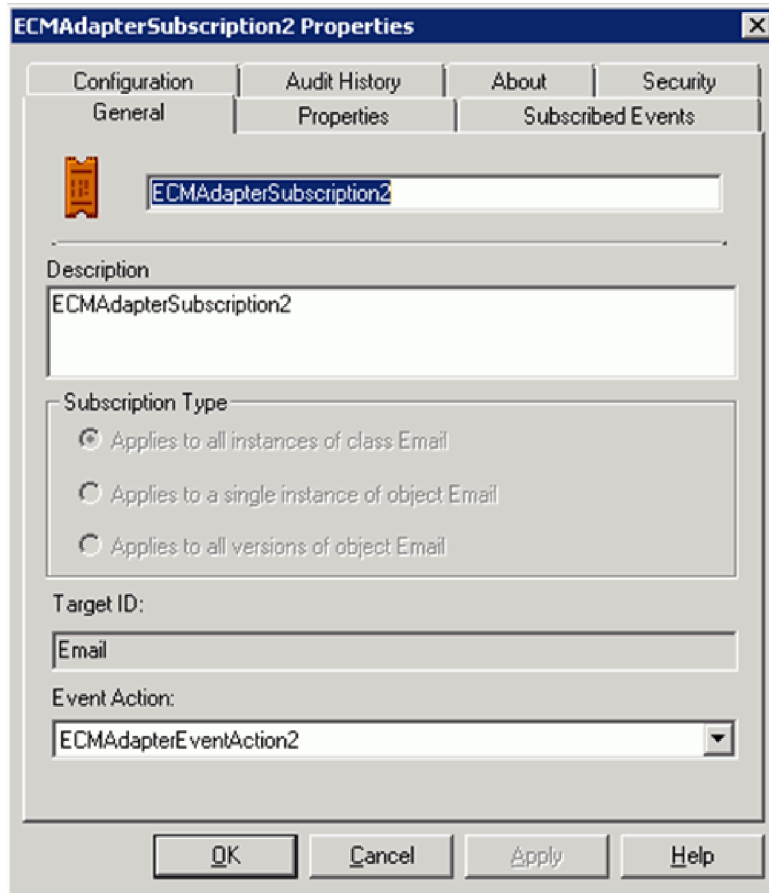 ECMAdapterSubscription2 Properties
Configuration
Audit History
About
Security
General
Properties
Subscribed Events
ECMAdapterSubscription2
Description
ECMAdapterSubscription2
Subscription Type
Applies to all instances of class Email
Applies to a single instance of object Email
Applies to all versions of object Email
Target ID:
Email
Event Action:
ECMAdapterEventAction2
OK
Cancel
Apply
Help